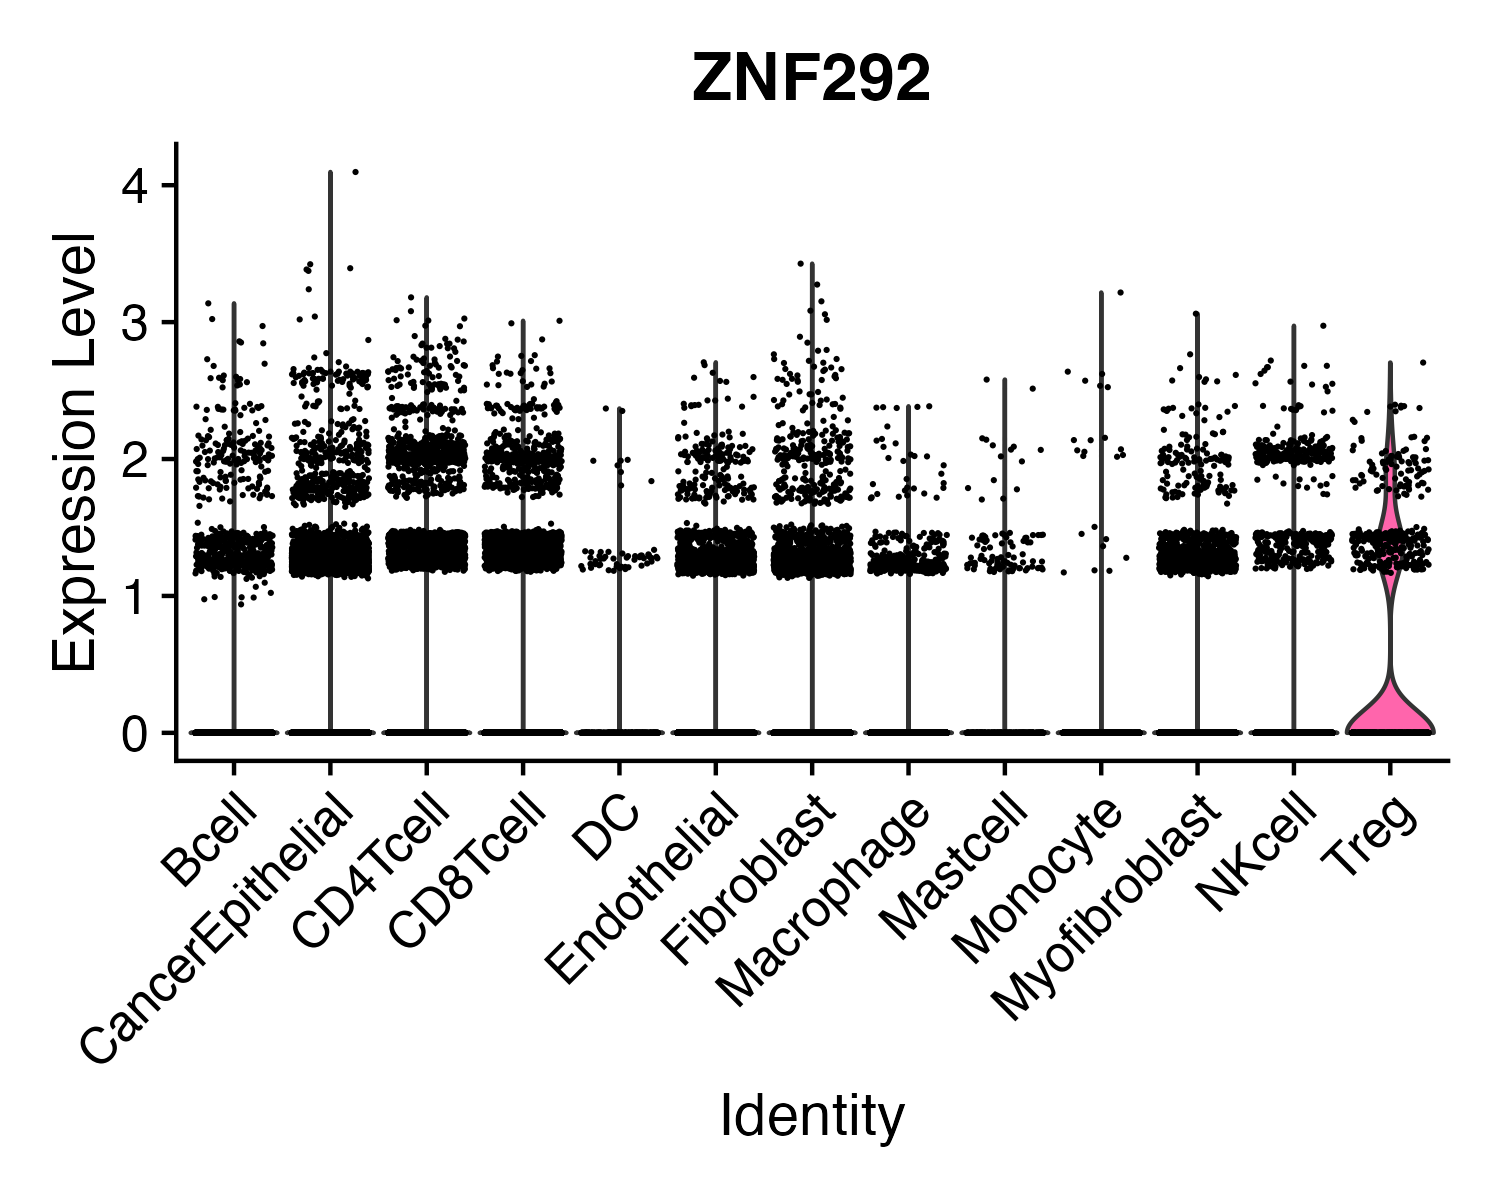 ZNF292
Expression Level
4
3
2
1
0
Bcell
CancerEpithelial
CD4Tcell
CD8Tcell
DC
Endothelial
Fibroblast
Macrophage
Mastcell
Monocyte
Myofibroblast
NKcell
Treg
Identity